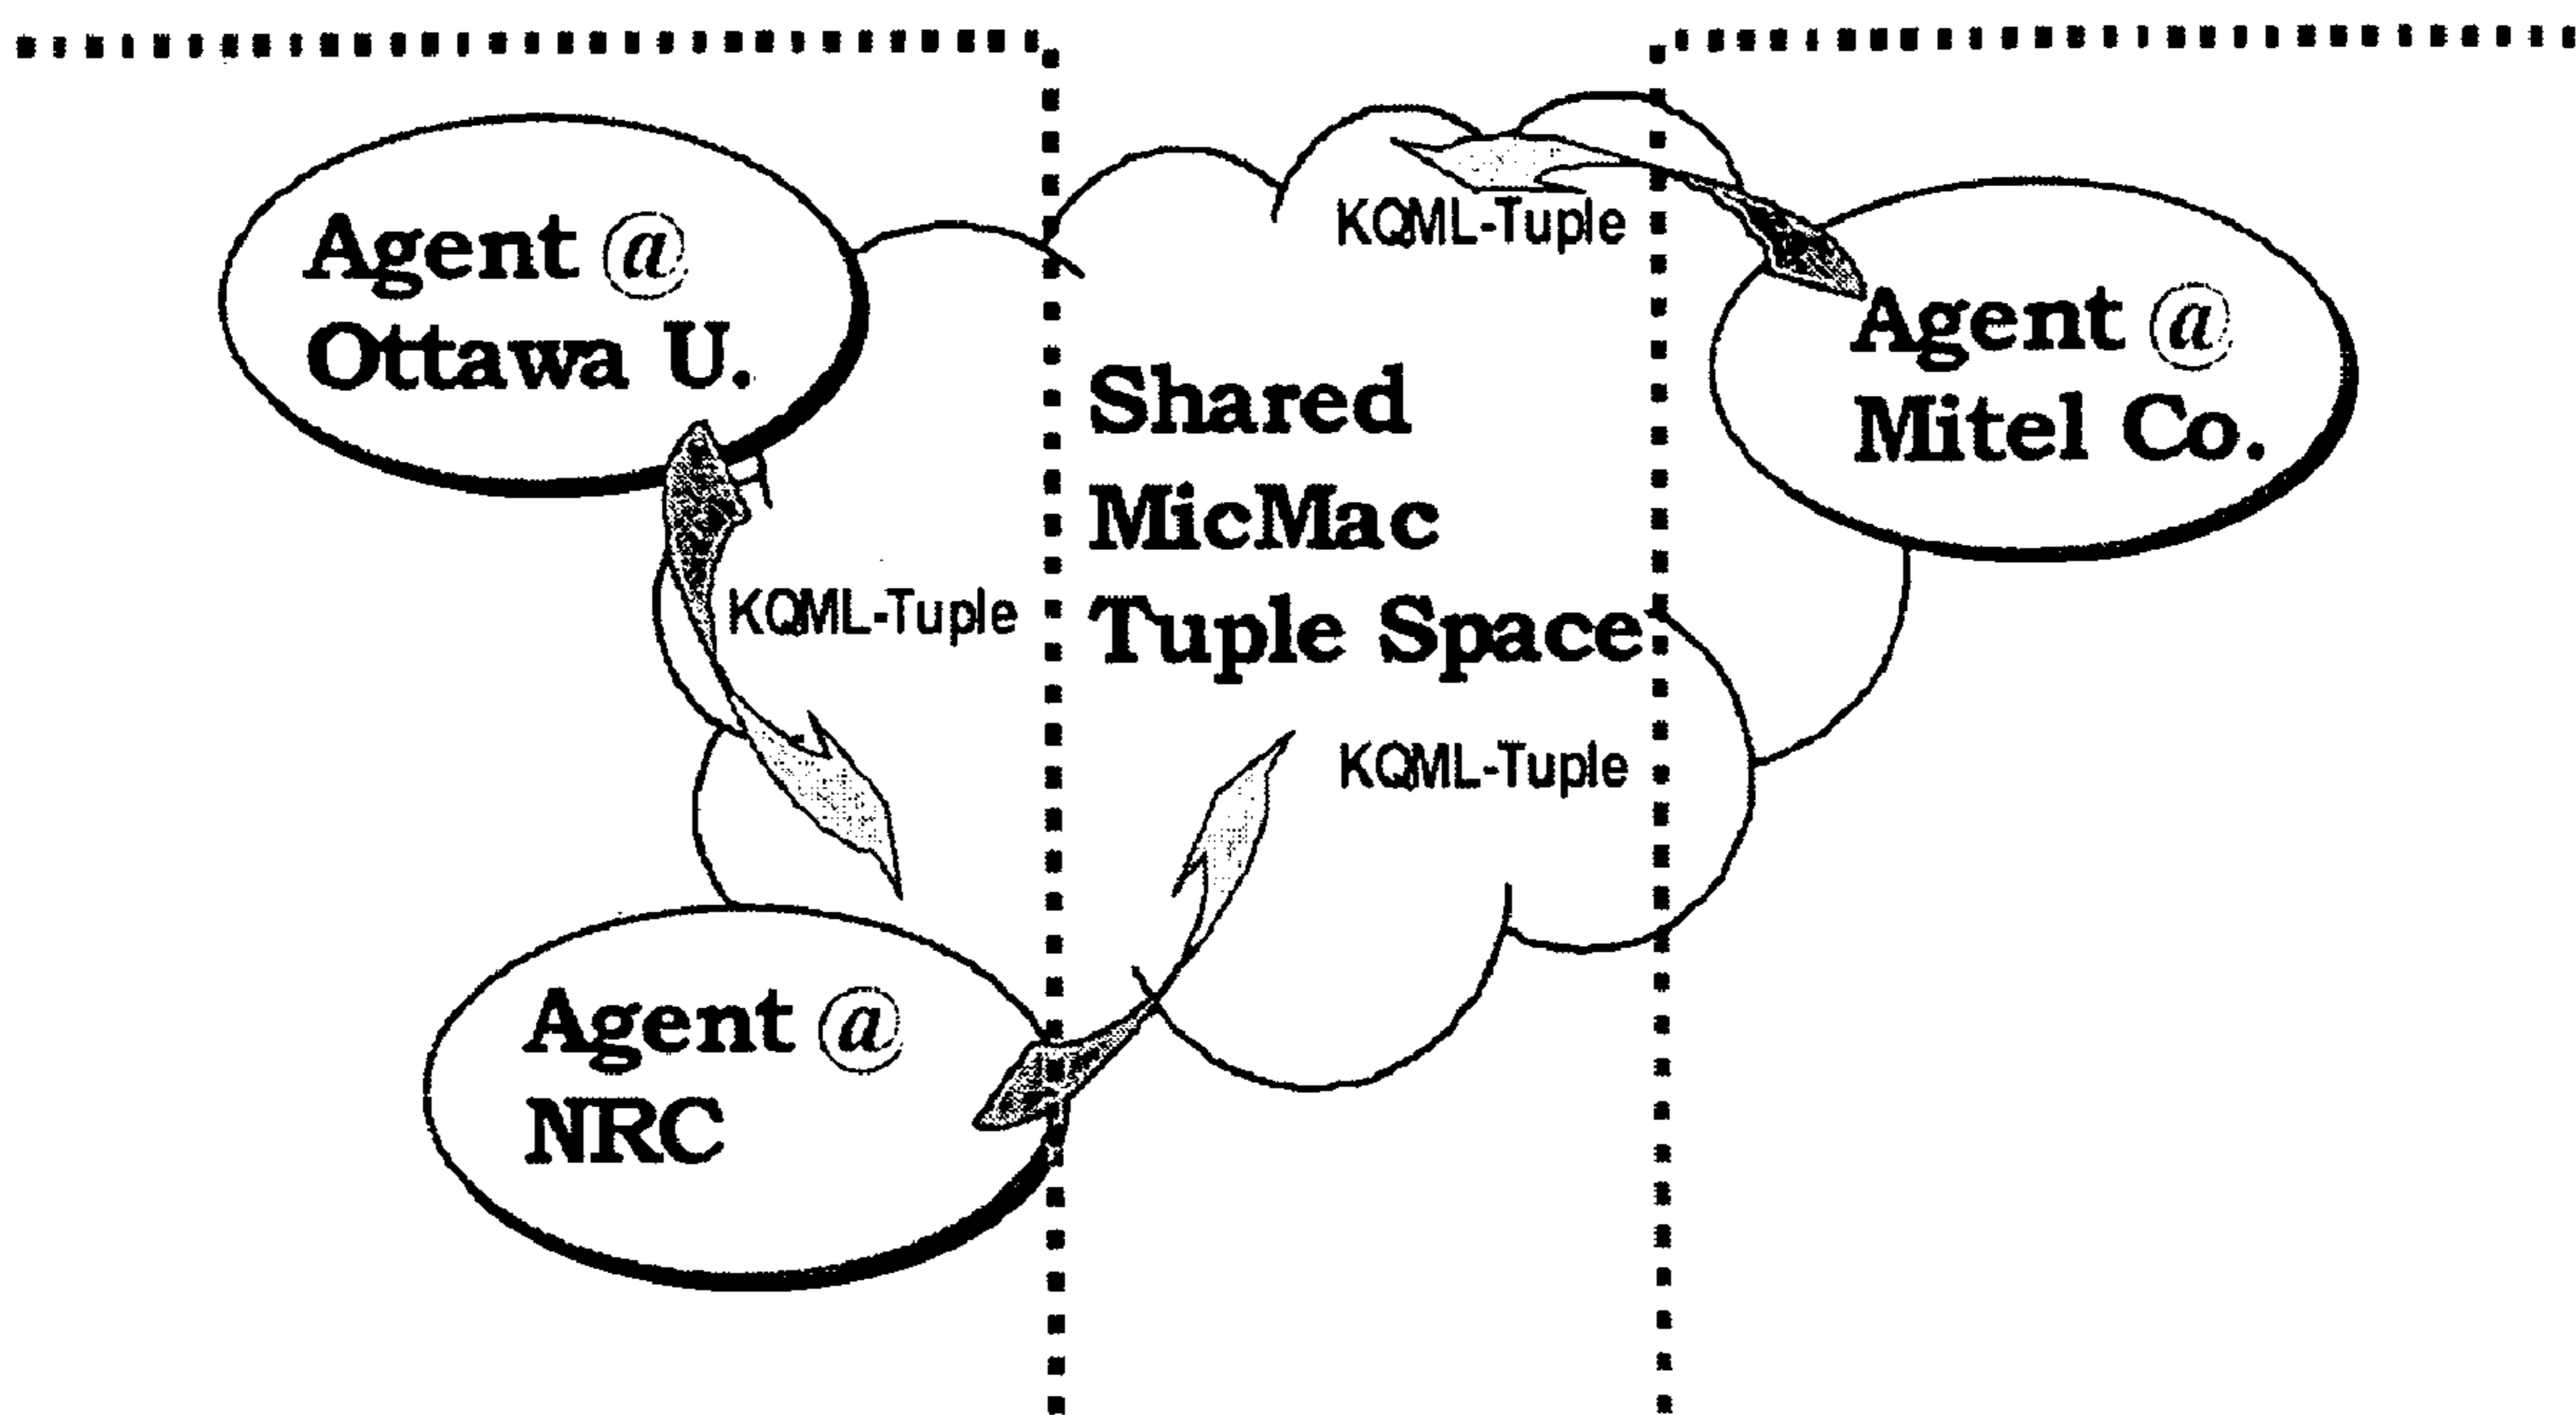 Agent @
Ottawa U.
KQML-Tuple
Agent @
Mitel Co.
Shared
MicMac
Tuple Space
KQML-Tuple
KQML-Tuple
Agent @
NRC